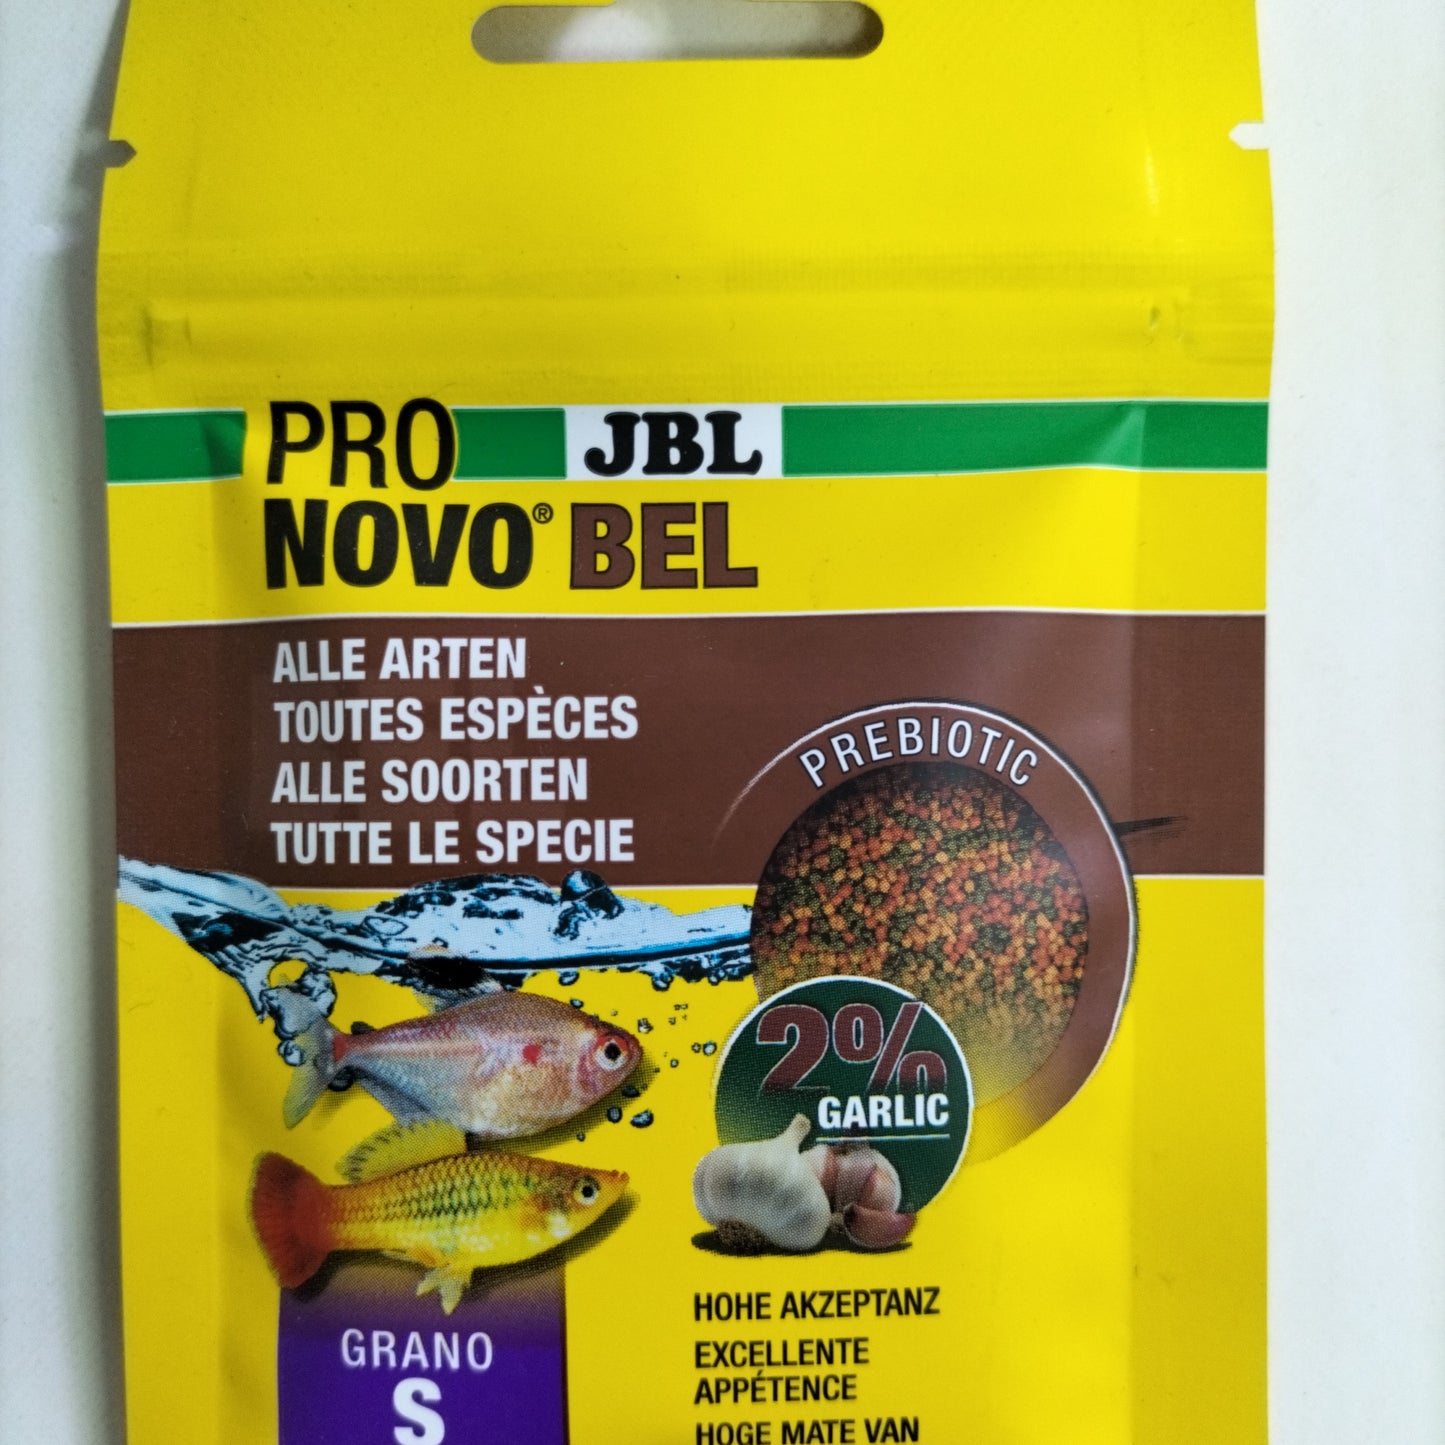 PRO JBL
NOVO® BEL
ALLE ARTEN
TOUTES ESPÈCES
ALLE SOORTEN
TUTTE LE SPECIE
PREBIOTIC
2%
GARLIC
GRANO
S
HOHE AKZEPTANZ
EXCELLENTE
APPÉTENCE
HOGE MATE VAN